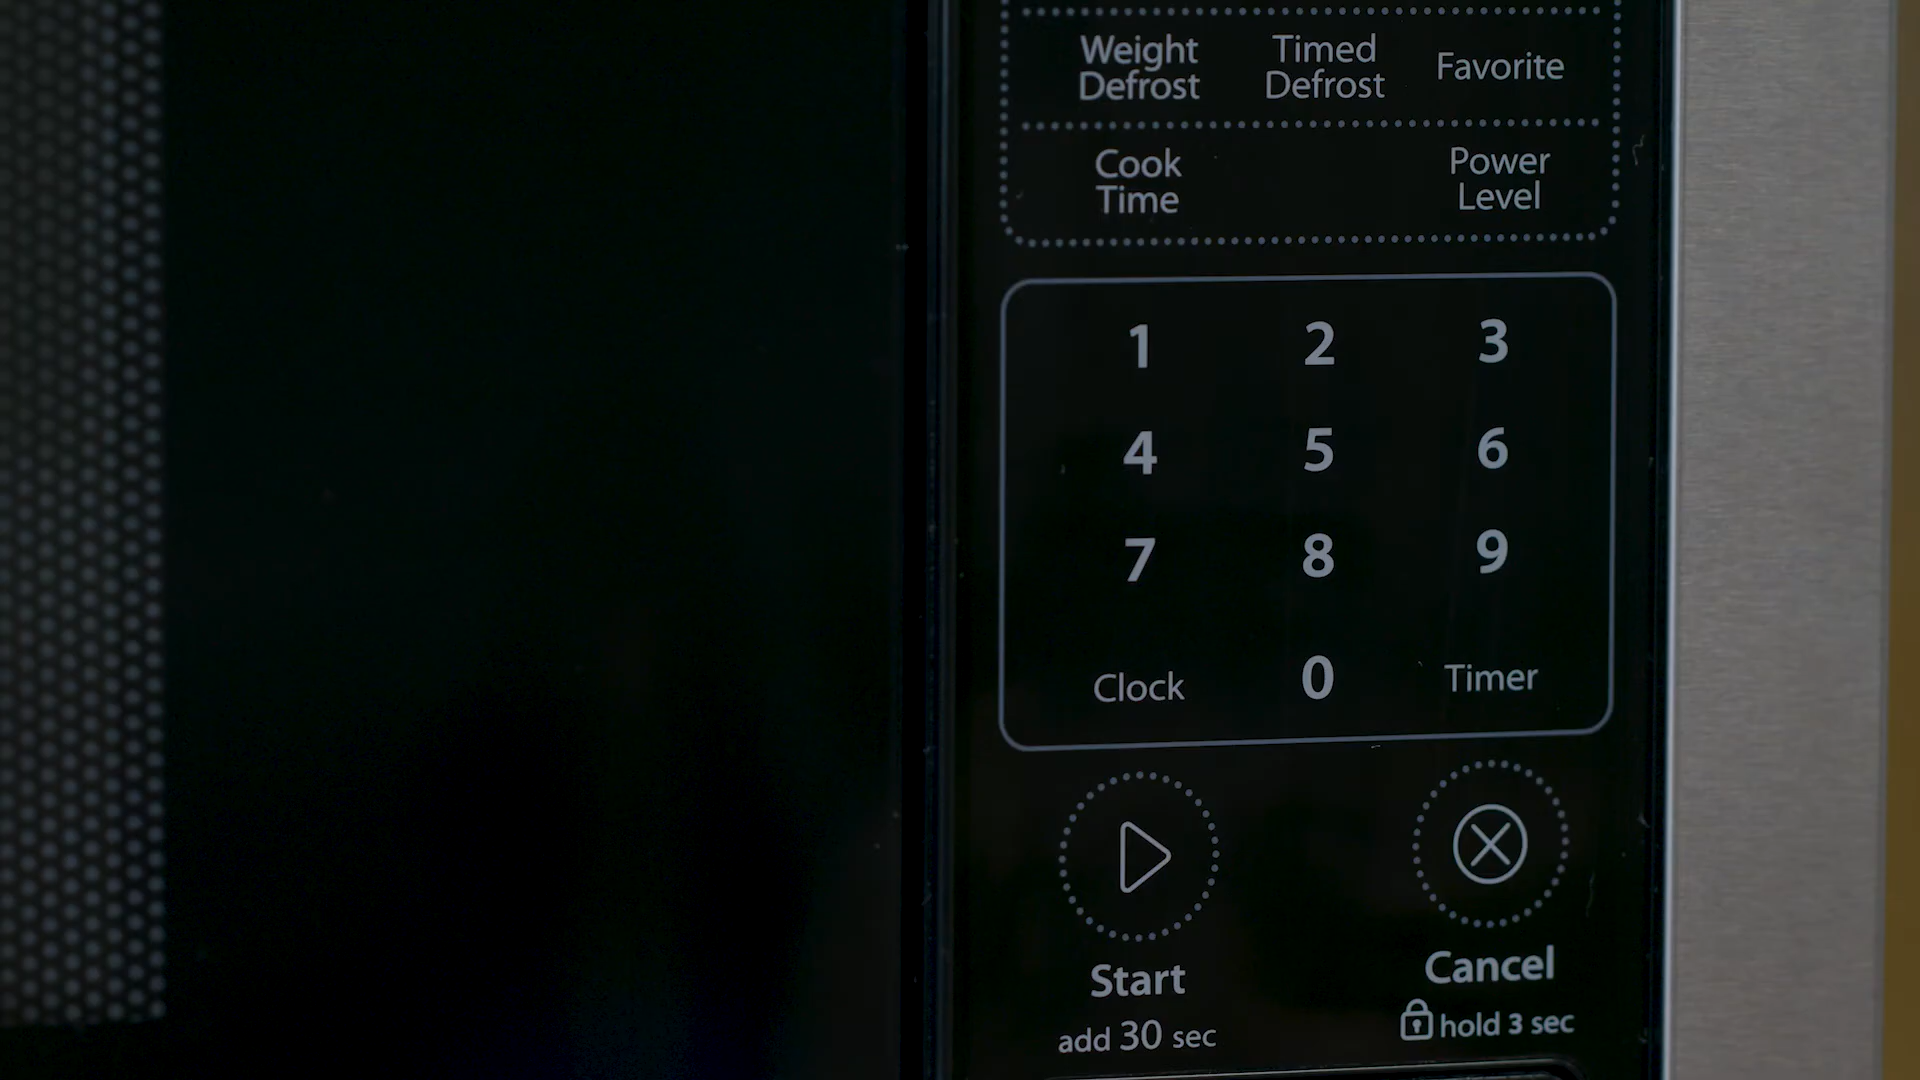 Weight Defrost Timed Defrost Favorite
Cook Time Power Level
1 2 3
4 5 6
7 8 9
Clock 0 Timer
Start Cancel
add 30 sec hold 3 sec